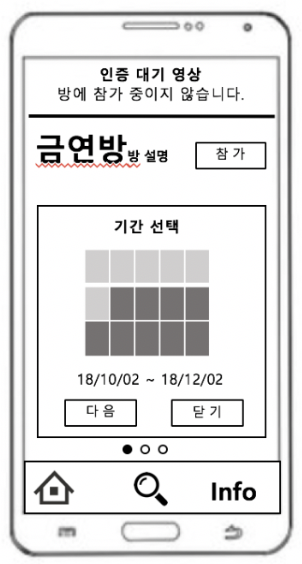 인증 대기 영상
방에 참가 중이지 않습니다.
금연방 방 설명
참 가
기간 선택
18/10/02 ~ 18/12/02
다 음 닫 기
Info